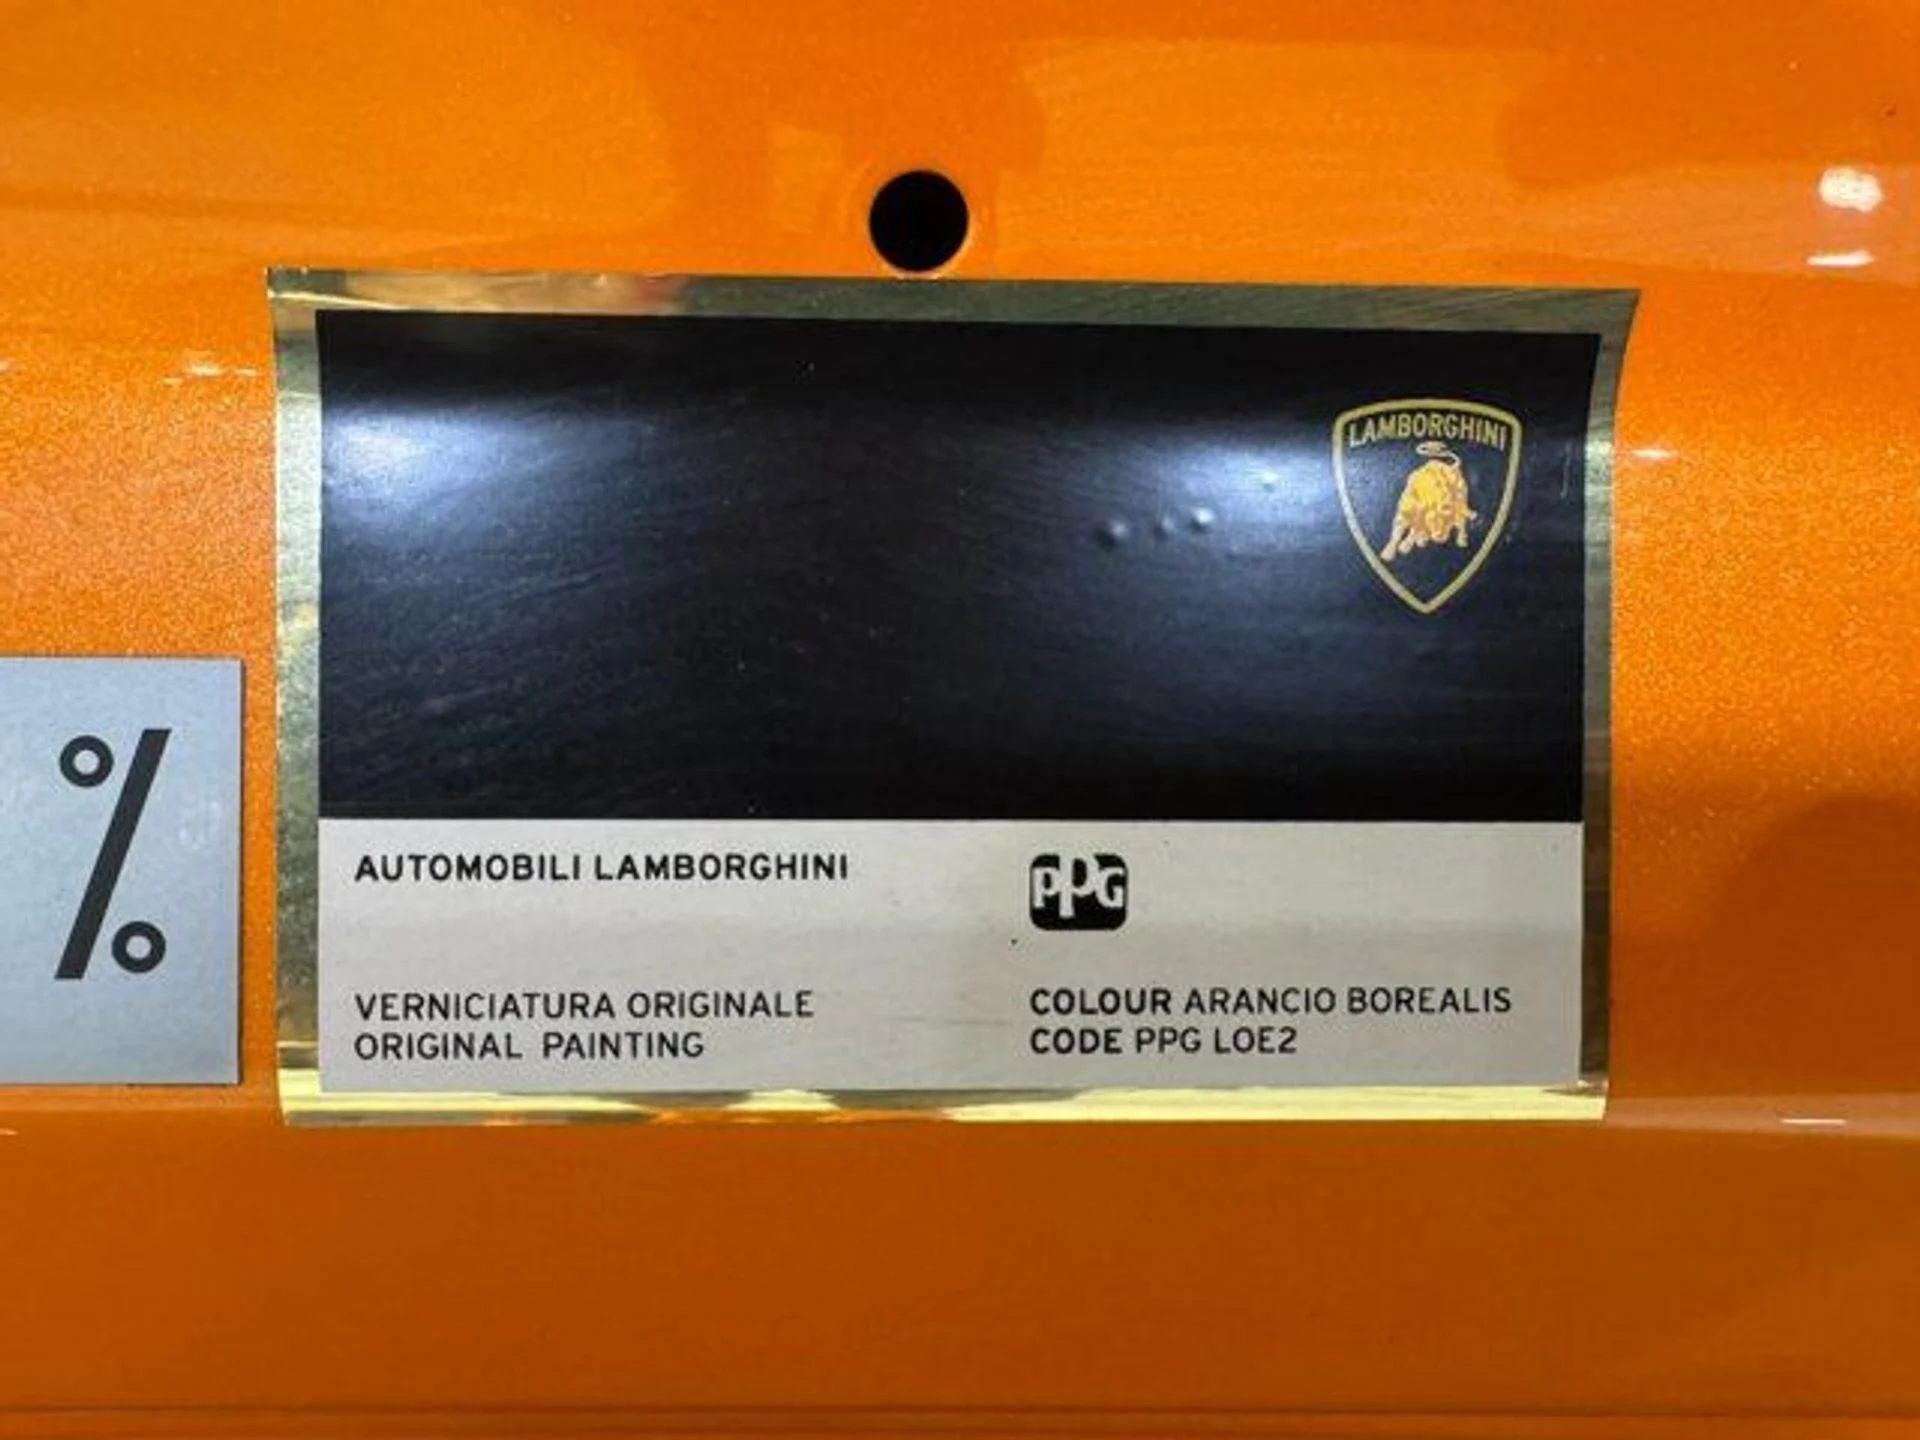 LAMBORGHINI
%
AUTOMOBILI LAMBORGHINI
PPG
VERNICIATURA ORIGINALE
ORIGINAL PAINTING
COLOUR ARANCIO BOREALIS
CODE PPG LOE2